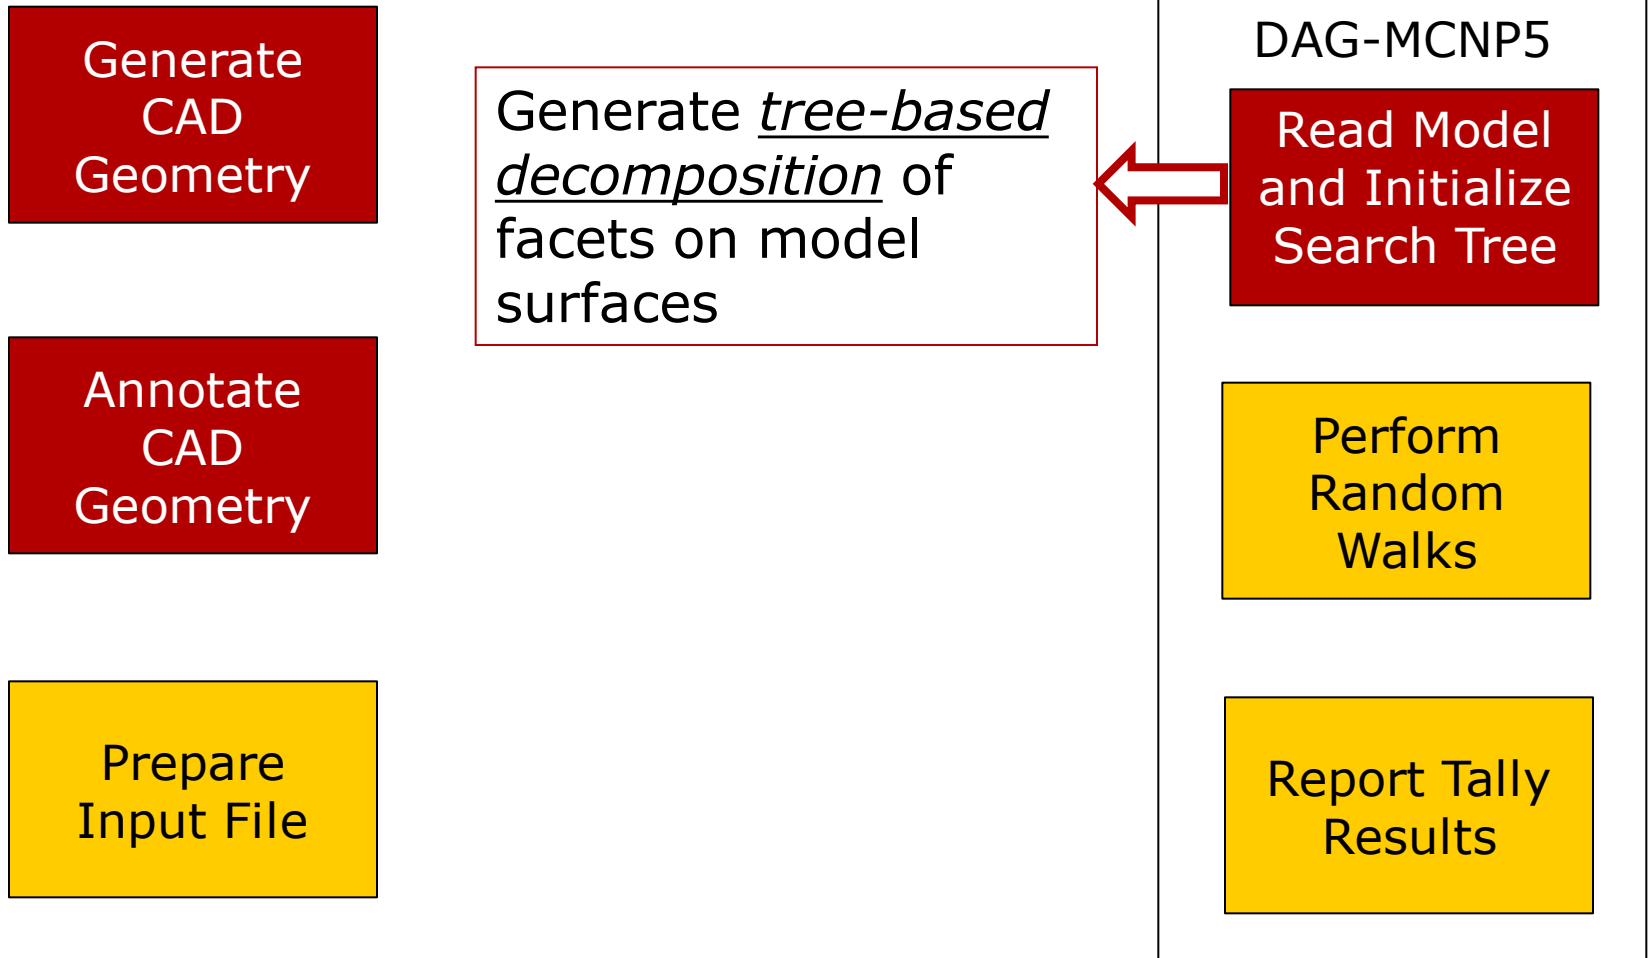 Generate
CAD
Geometry
Annotate
CAD
Geometry
Prepare
Input File
Generate tree-based
decomposition of
facets on model
surfaces
DAG-MCNP5
Read Model
and Initialize
Search Tree
Perform
Random
Walks
Report Tally
Results